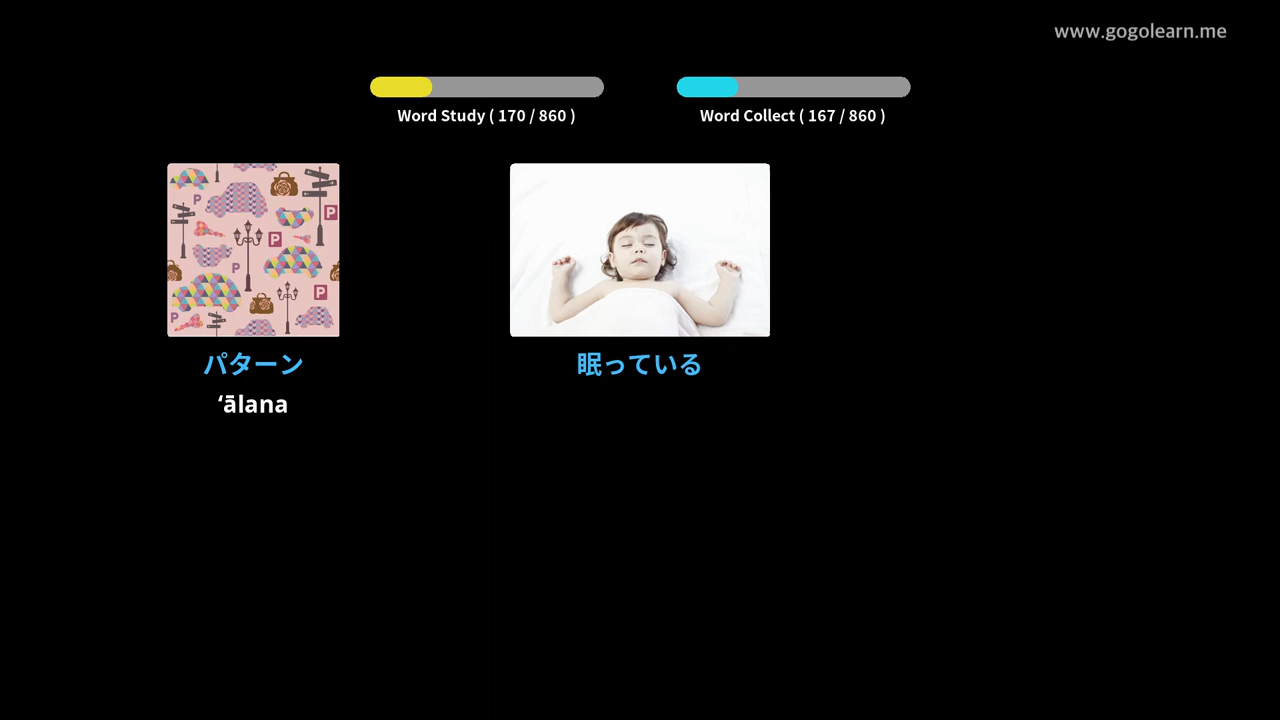 www.gogolearn.me
Word Study ( 170 / 860 )
Word Collect ( 167 / 860 )
P
P
P
P
P
P
パターン
ʻālana
眠っている